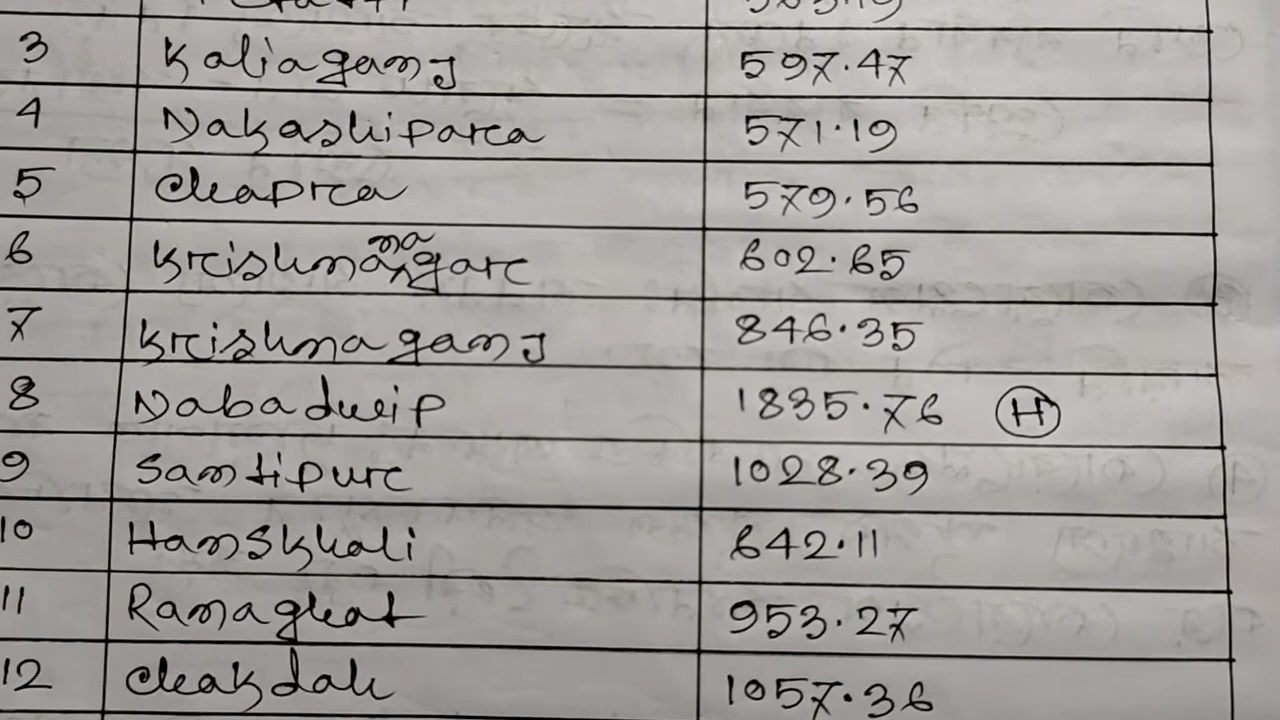 3 Kaliaganj 597.47
4 Nakashipara 571.19
5 Chapra 579.56
6 Krishnanagar 602.65
7 Krishnaganj 846.35
8 Nabadwip 1835.76 H
9 Santipur 1028.39
10 Hanskhali 642.11
11 Ranaghat 953.27
12 Chakdah 1057.36